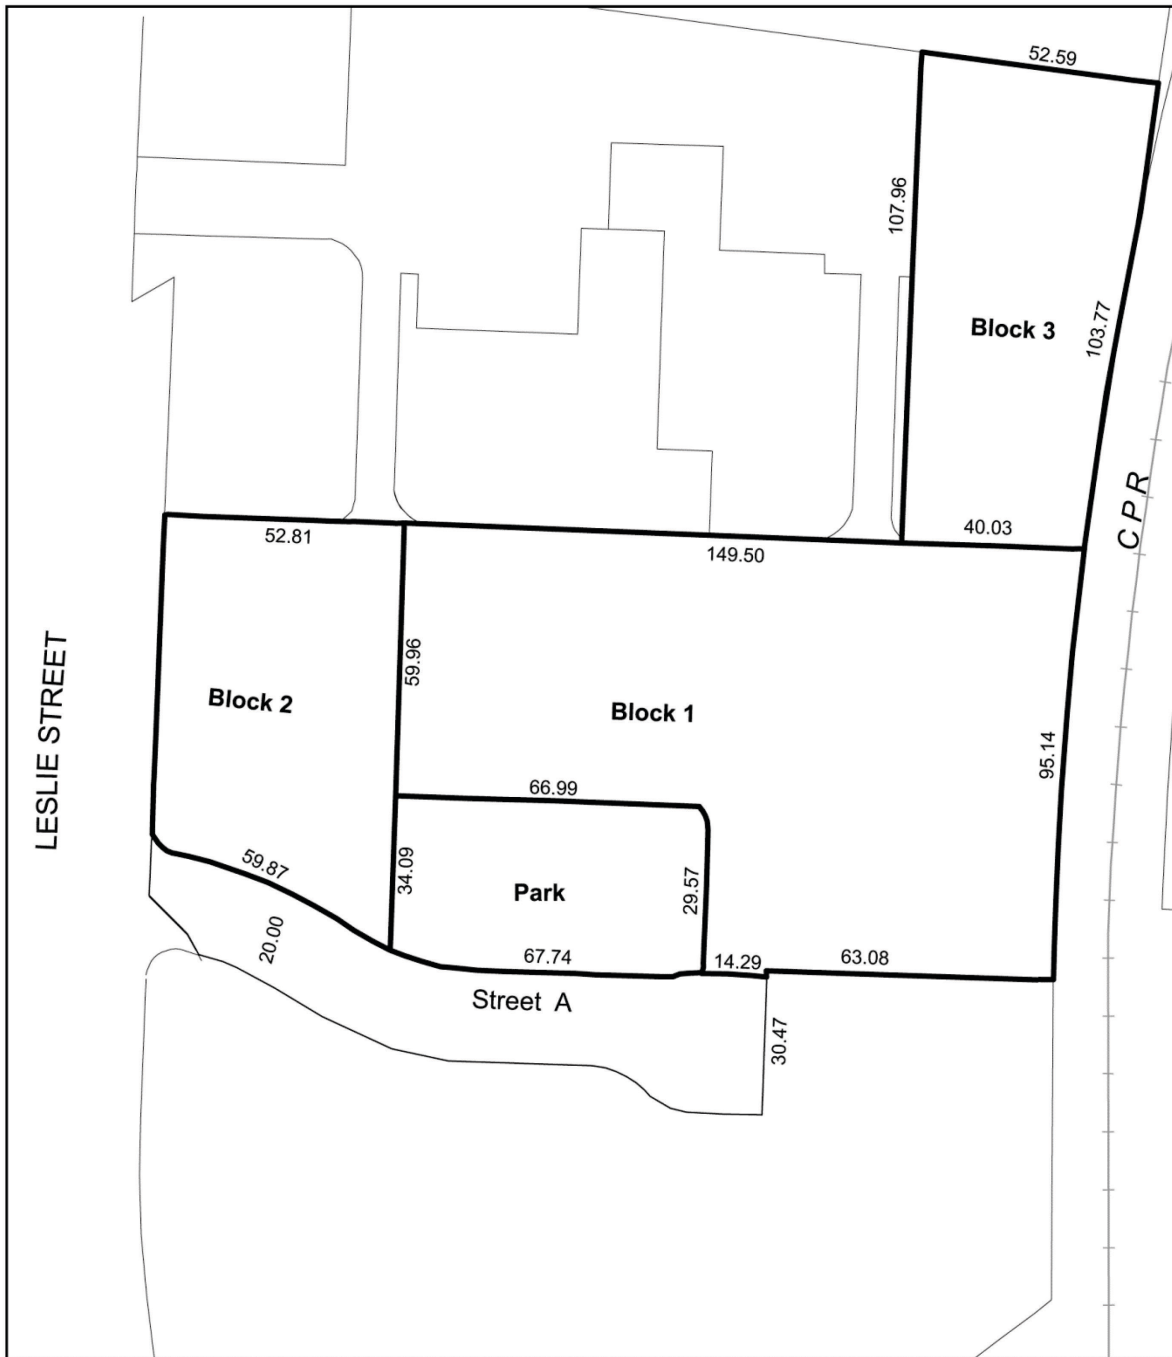 52.59
107.96
Block 3
103.77
40.03
C P R
52.81
149.50
LESLIE STREET
59.96
Block 2
Block 1
95.14
66.99
59.87
34.09
Park
29.57
20.00
67.74
14.29
63.08
Street A
30.47